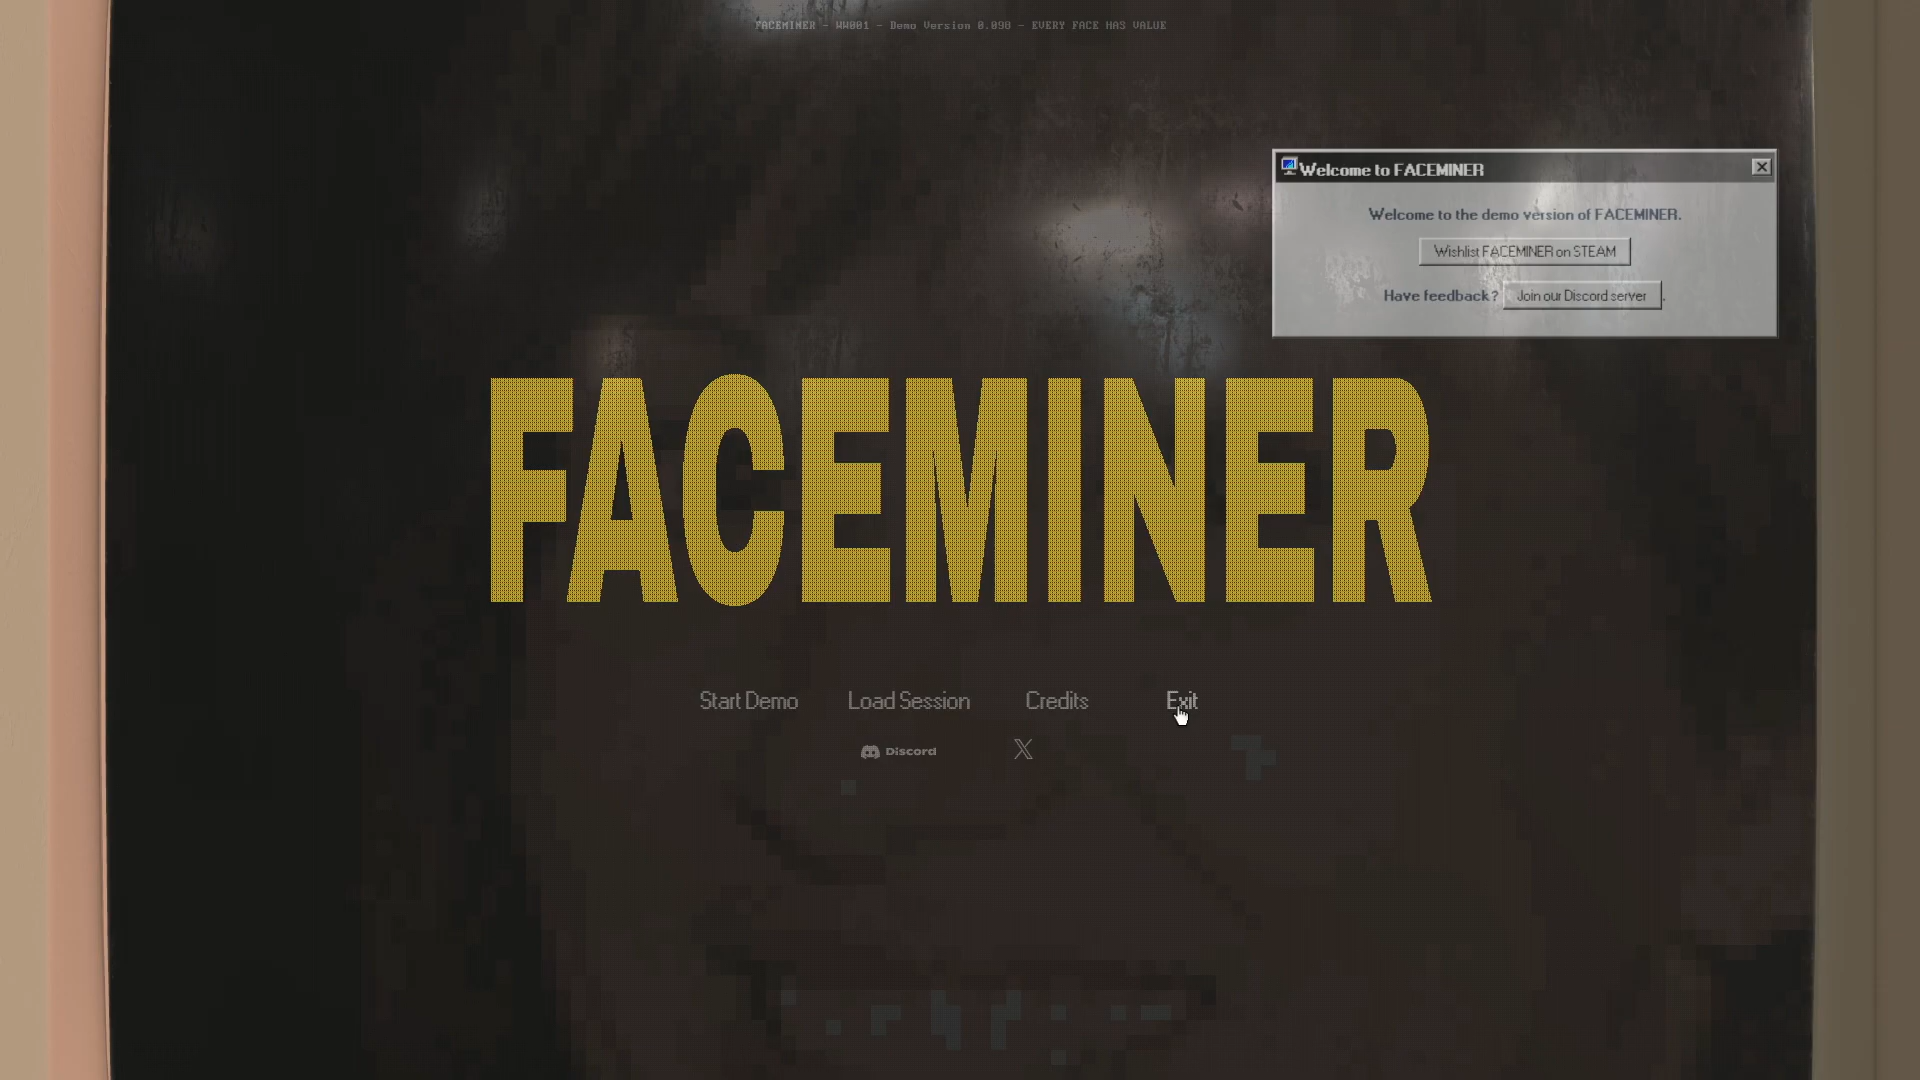 FACEMINER - WW001 - Demo Version 0.090 - EVERY FACE HAS VALUE
Welcome to FACEMINER
Welcome to the demo version of FACEMINER.
Wishlist FACEMINER on STEAM
Have feedback? Join our Discord server.
FACEMINER
Start Demo Load Session Credits Exit
Discord X